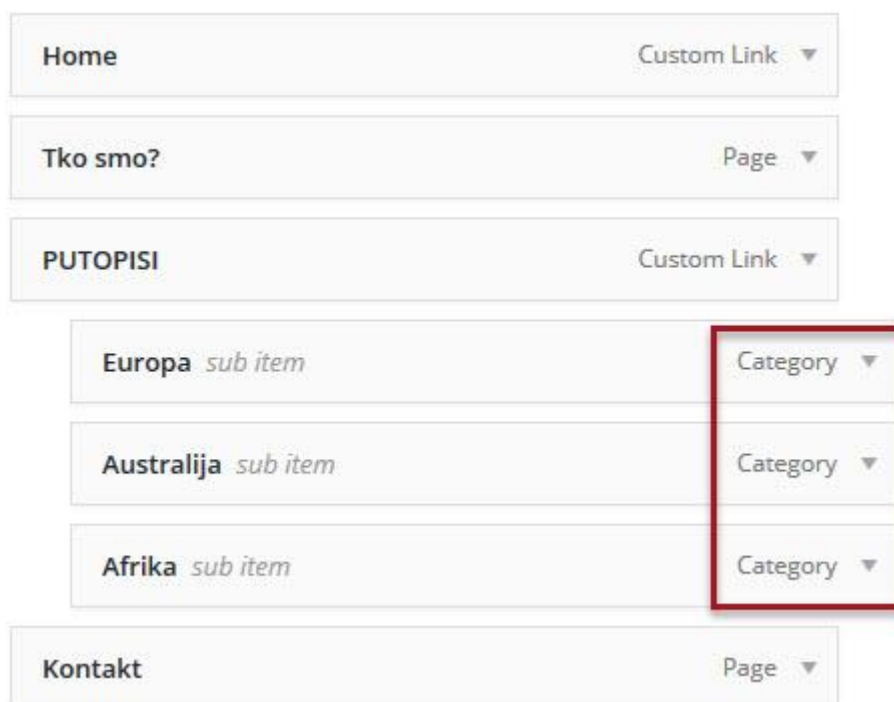 Home Custom Link
Tko smo? Page
PUTOPISI Custom Link
Europa sub item Category
Australija sub item Category
Afrika sub item Category
Kontakt Page